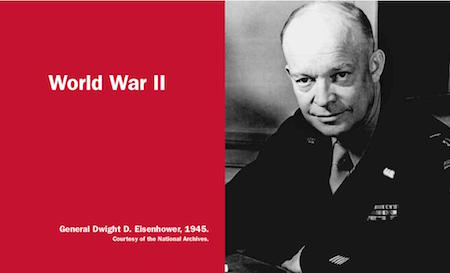 World War II
General Dwight D. Eisenhower, 1945.
Courtesy of the National Archives.